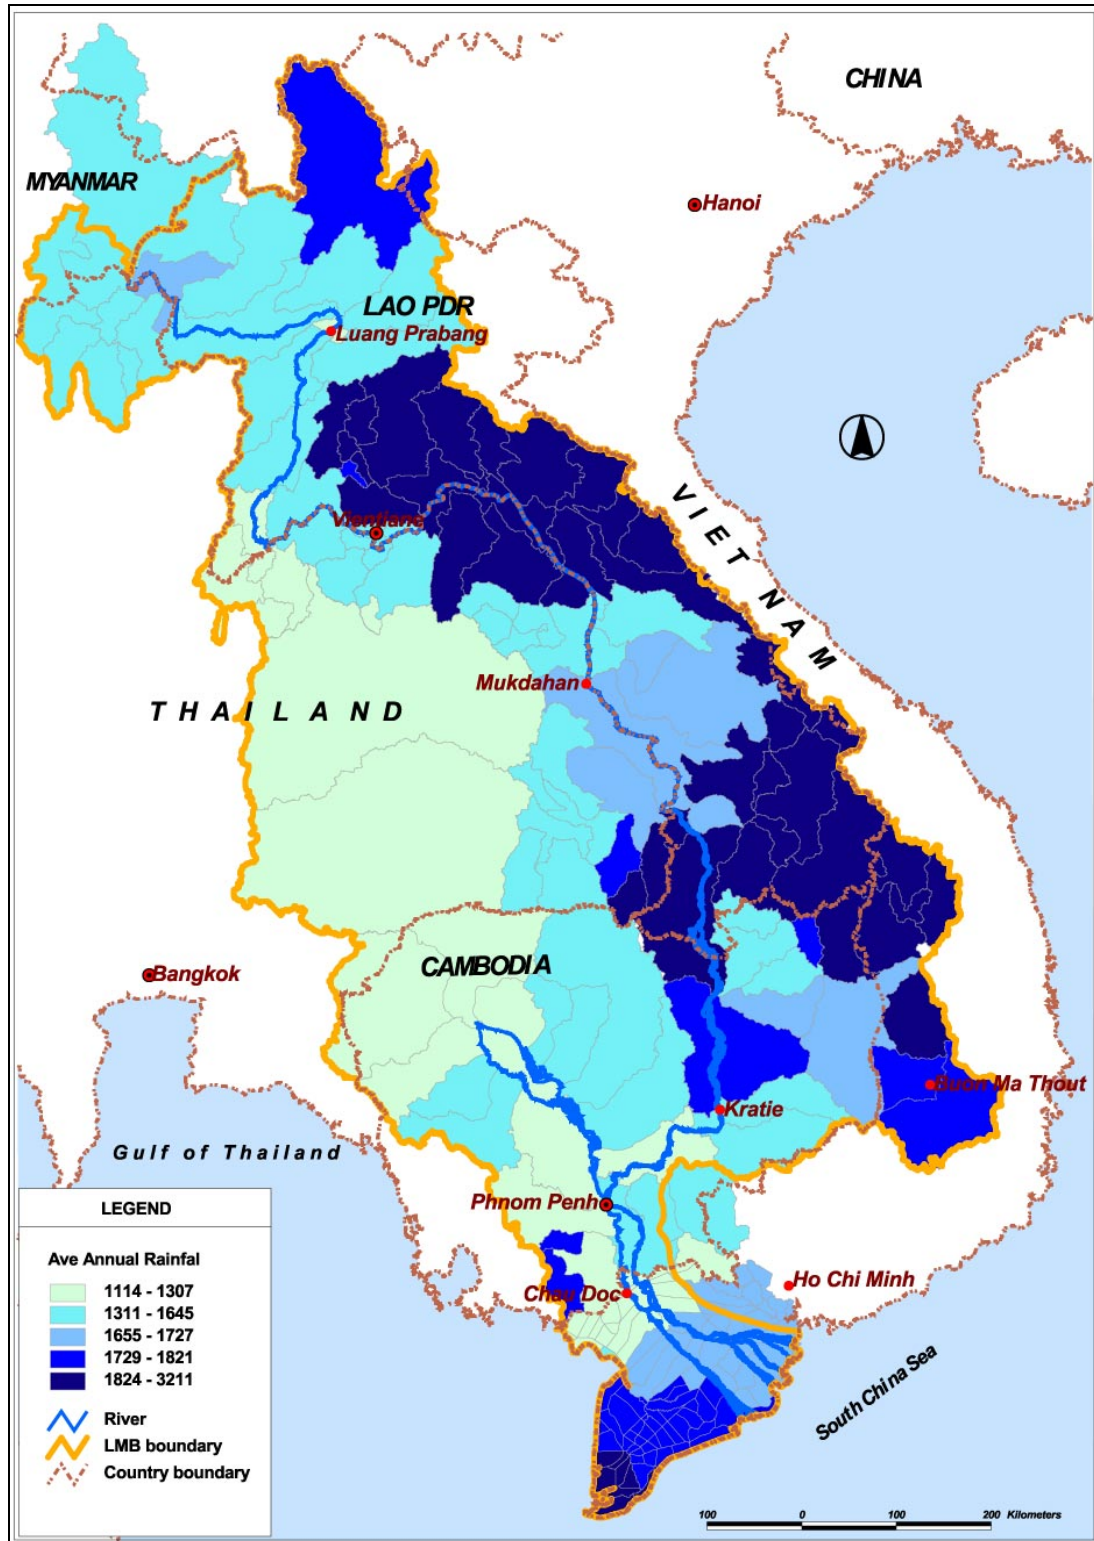 CHINA
MYANMAR
Hanoi
LAO PDR
Luang Prabang
VIET NAM
Vientiane
Mukdahan
THAILAND
CAMBODIA
Bangkok
Buon Ma Thout
Kratie
Gulf of Thailand
Phnom Penh
Ho Chi Minh
Chau Doc
South China Sea
LEGEND
Ave Annual Rainfal
1114 - 1307
1311 - 1645
1655 - 1727
1729 - 1821
1824 - 3211
River
LMB boundary
Country boundary
100 0 100 200 Kilometers